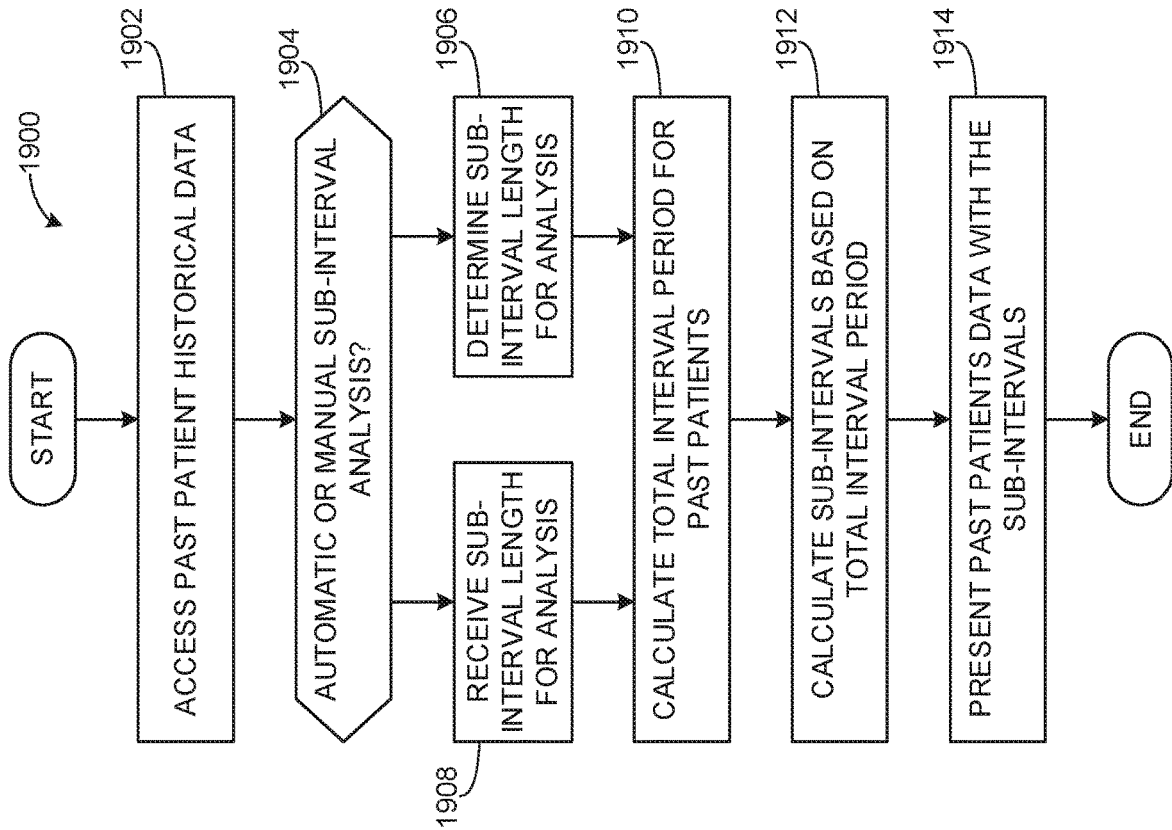 1900
START
1902
ACCESS PAST PATIENT HISTORICAL DATA
1904
AUTOMATIC OR MANUAL SUB-INTERVAL
ANALYSIS?
1908
RECEIVE SUB-
INTERVAL LENGTH
FOR ANALYSIS
1906
DETERMINE SUB-
INTERVAL LENGTH
FOR ANALYSIS
1910
CALCULATE TOTAL INTERVAL PERIOD FOR
PAST PATIENTS
1912
CALCULATE SUB-INTERVALS BASED ON
TOTAL INTERVAL PERIOD
1914
PRESENT PAST PATIENTS DATA WITH THE
SUB-INTERVALS
END